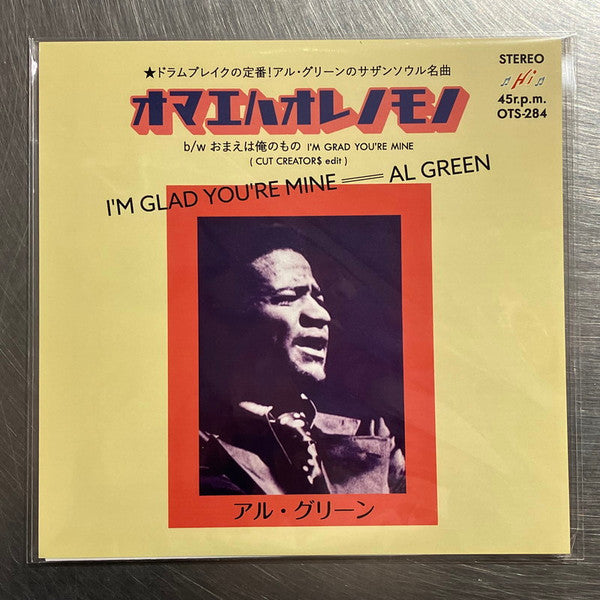 ★ドラムブレイクの定番!アル・グリーンのサザンソウル名曲
オマエハオレノモノ
b/w おまえは俺のもの I'M GRAD YOU'RE MINE
( CUT CREATOR$ edit )
I'M GLAD YOU'RE MINE AL GREEN
STEREO
Hi
45r.p.m.
OTS-284
アル・グリーン